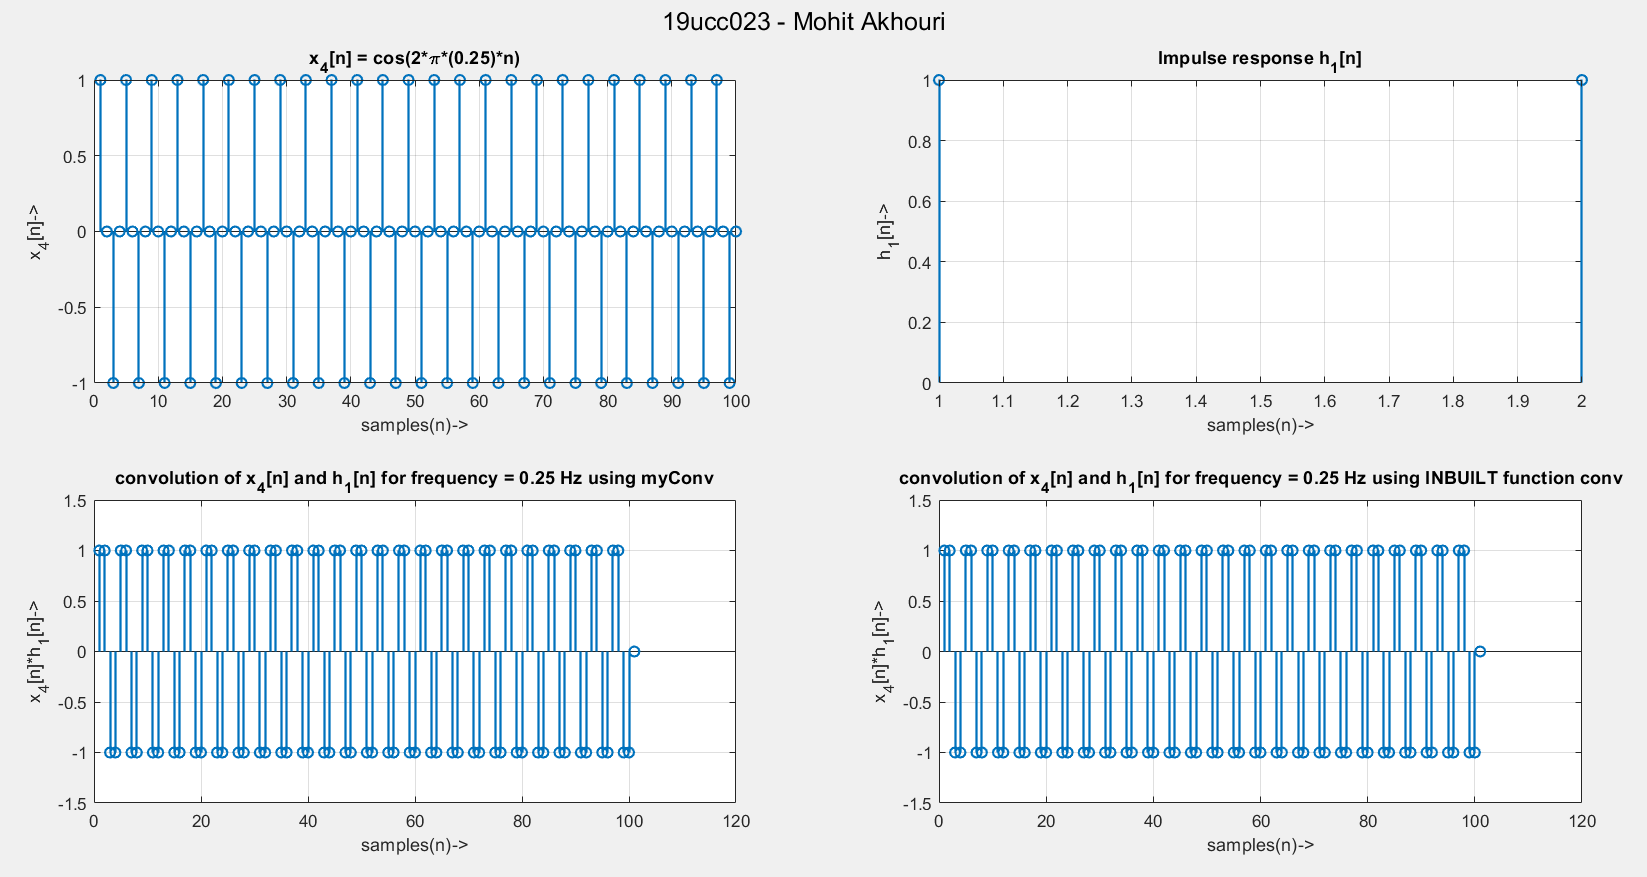 19ucc023 - Mohit Akhouri
x4[n] = cos(2*π*(0.25)*n)
1
0.5
0
-0.5
-1
x4[n]->
0 10 20 30 40 50 60 70 80 90 100
samples(n)->
Impulse response h1[n]
1
0.8
0.6
0.4
0.2
0
h1[n]->
1 1.1 1.2 1.3 1.4 1.5 1.6 1.7 1.8 1.9 2
samples(n)->
convolution of x4[n] and h1[n] for frequency = 0.25 Hz using myConv
1.5
1
0.5
0
-0.5
-1
-1.5
x4[n]*h1[n]->
0 20 40 60 80 100 120
samples(n)->
convolution of x4[n] and h1[n] for frequency = 0.25 Hz using INBUILT function conv
1.5
1
0.5
0
-0.5
-1
-1.5
x4[n]*h1[n]->
0 20 40 60 80 100 120
samples(n)->